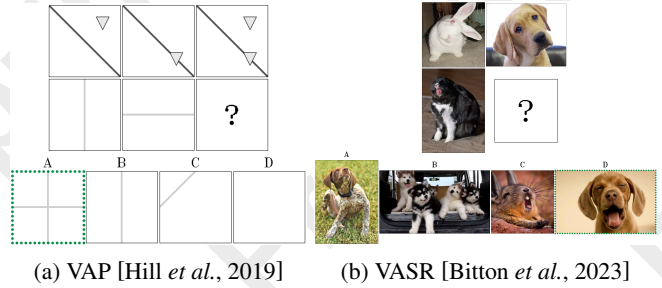 ?
?
A B C D
A
B C D
(a) VAP [Hill et al., 2019] (b) VASR [Bitton et al., 2023]